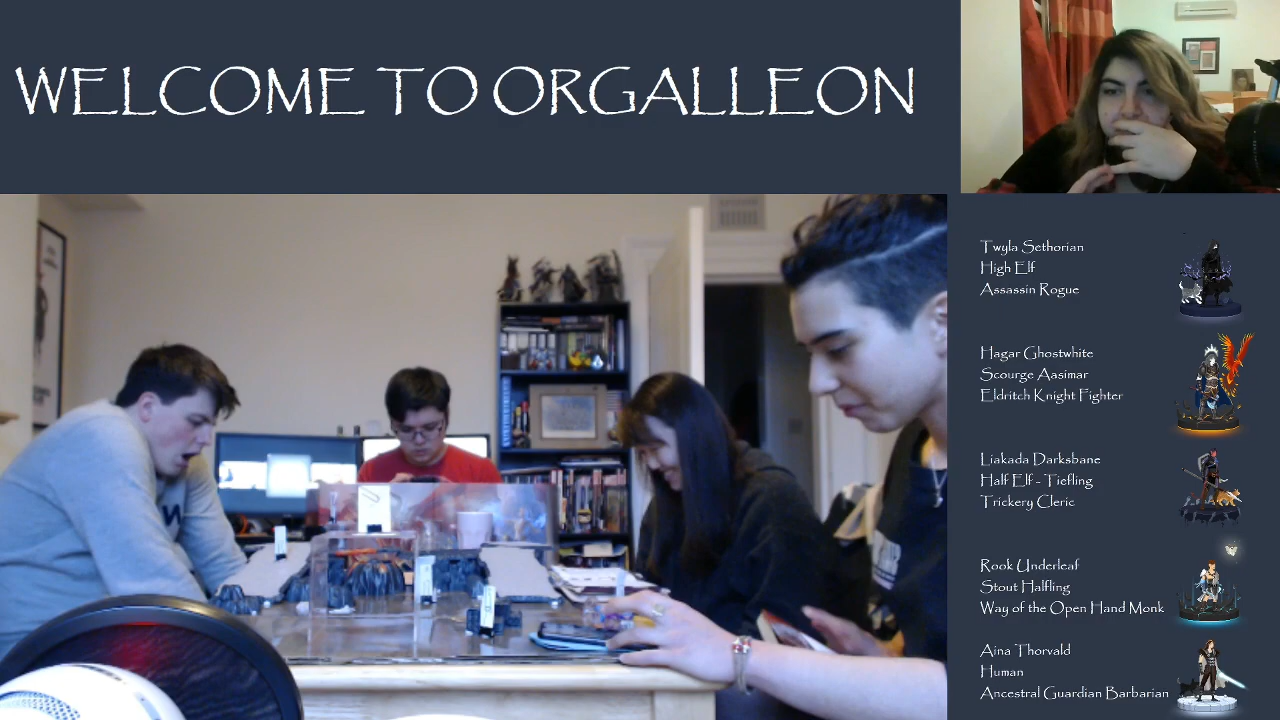 WELCOME TO ORGALLEON
Twyla Sethorian
High Elf
Assassin Rogue
Hagar Ghostwhite
Scourge Aasimar
Eldritch Knight Fighter
Liakada Darksbane
Half Elf - Tiefling
Trickery Cleric
Rook Underleaf
Stout Halfling
Way of the Open Hand Monk
Aina Thorvald
Human
Ancestral Guardian Barbarian